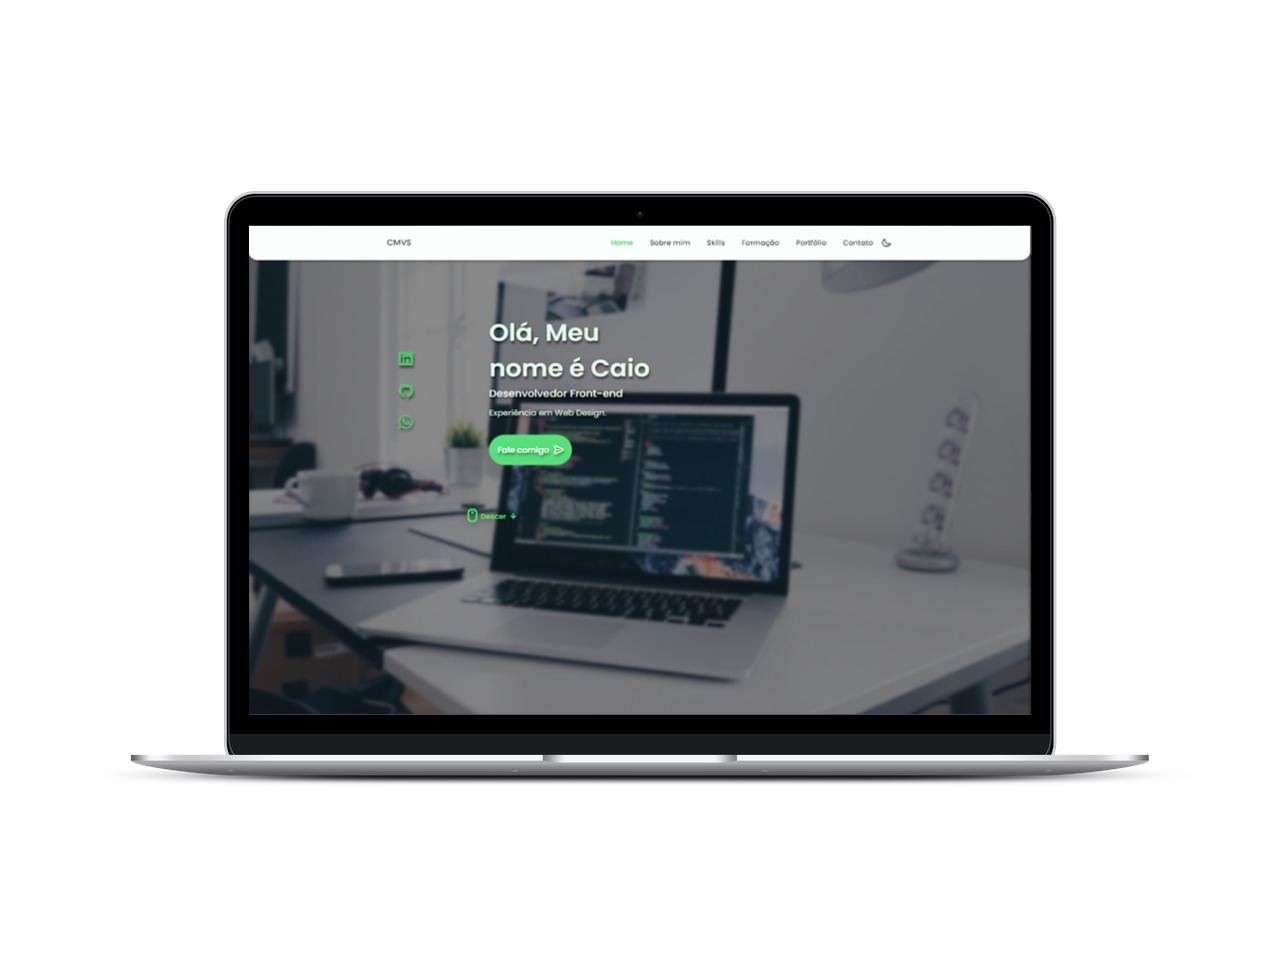 CMVS
Home Sobre mim Skills Formação Portfólio Contato
Olá, Meu
nome é Caio
Desenvolvedor Front-end
Experiência em Web Design.
Fale comigo
Descer
in